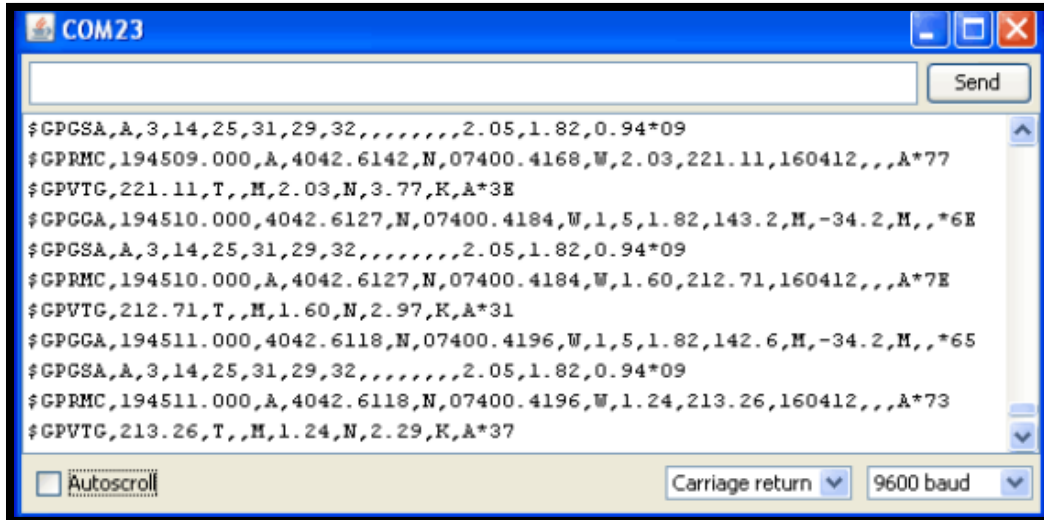 COM23
Send
$GPGSA,A,3,14,25,31,29,32,,,,,,,,2.05,1.82,0.94*09
$GPRMC,194509.000,A,4042.6142,N,07400.4168,W,2.03,221.11,160412,,,A*77
$GPVTG,221.11,T,,M,2.03,N,3.77,K,A*3E
$GPGGA,194510.000,4042.6127,N,07400.4184,W,1,5,1.82,143.2,M,-34.2,M,,*6E
$GPGSA,A,3,14,25,31,29,32,,,,,,,,2.05,1.82,0.94*09
$GPRMC,194510.000,A,4042.6127,N,07400.4184,W,1.60,212.71,160412,,,A*7E
$GPVTG,212.71,T,,M,1.60,N,2.97,K,A*31
$GPGGA,194511.000,4042.6118,N,07400.4196,W,1,5,1.82,142.6,M,-34.2,M,,*65
$GPGSA,A,3,14,25,31,29,32,,,,,,,,2.05,1.82,0.94*09
$GPRMC,194511.000,A,4042.6118,N,07400.4196,W,1.24,213.26,160412,,,A*73
$GPVTG,213.26,T,,M,1.24,N,2.29,K,A*37
Autoscroll Carriage return 9600 baud